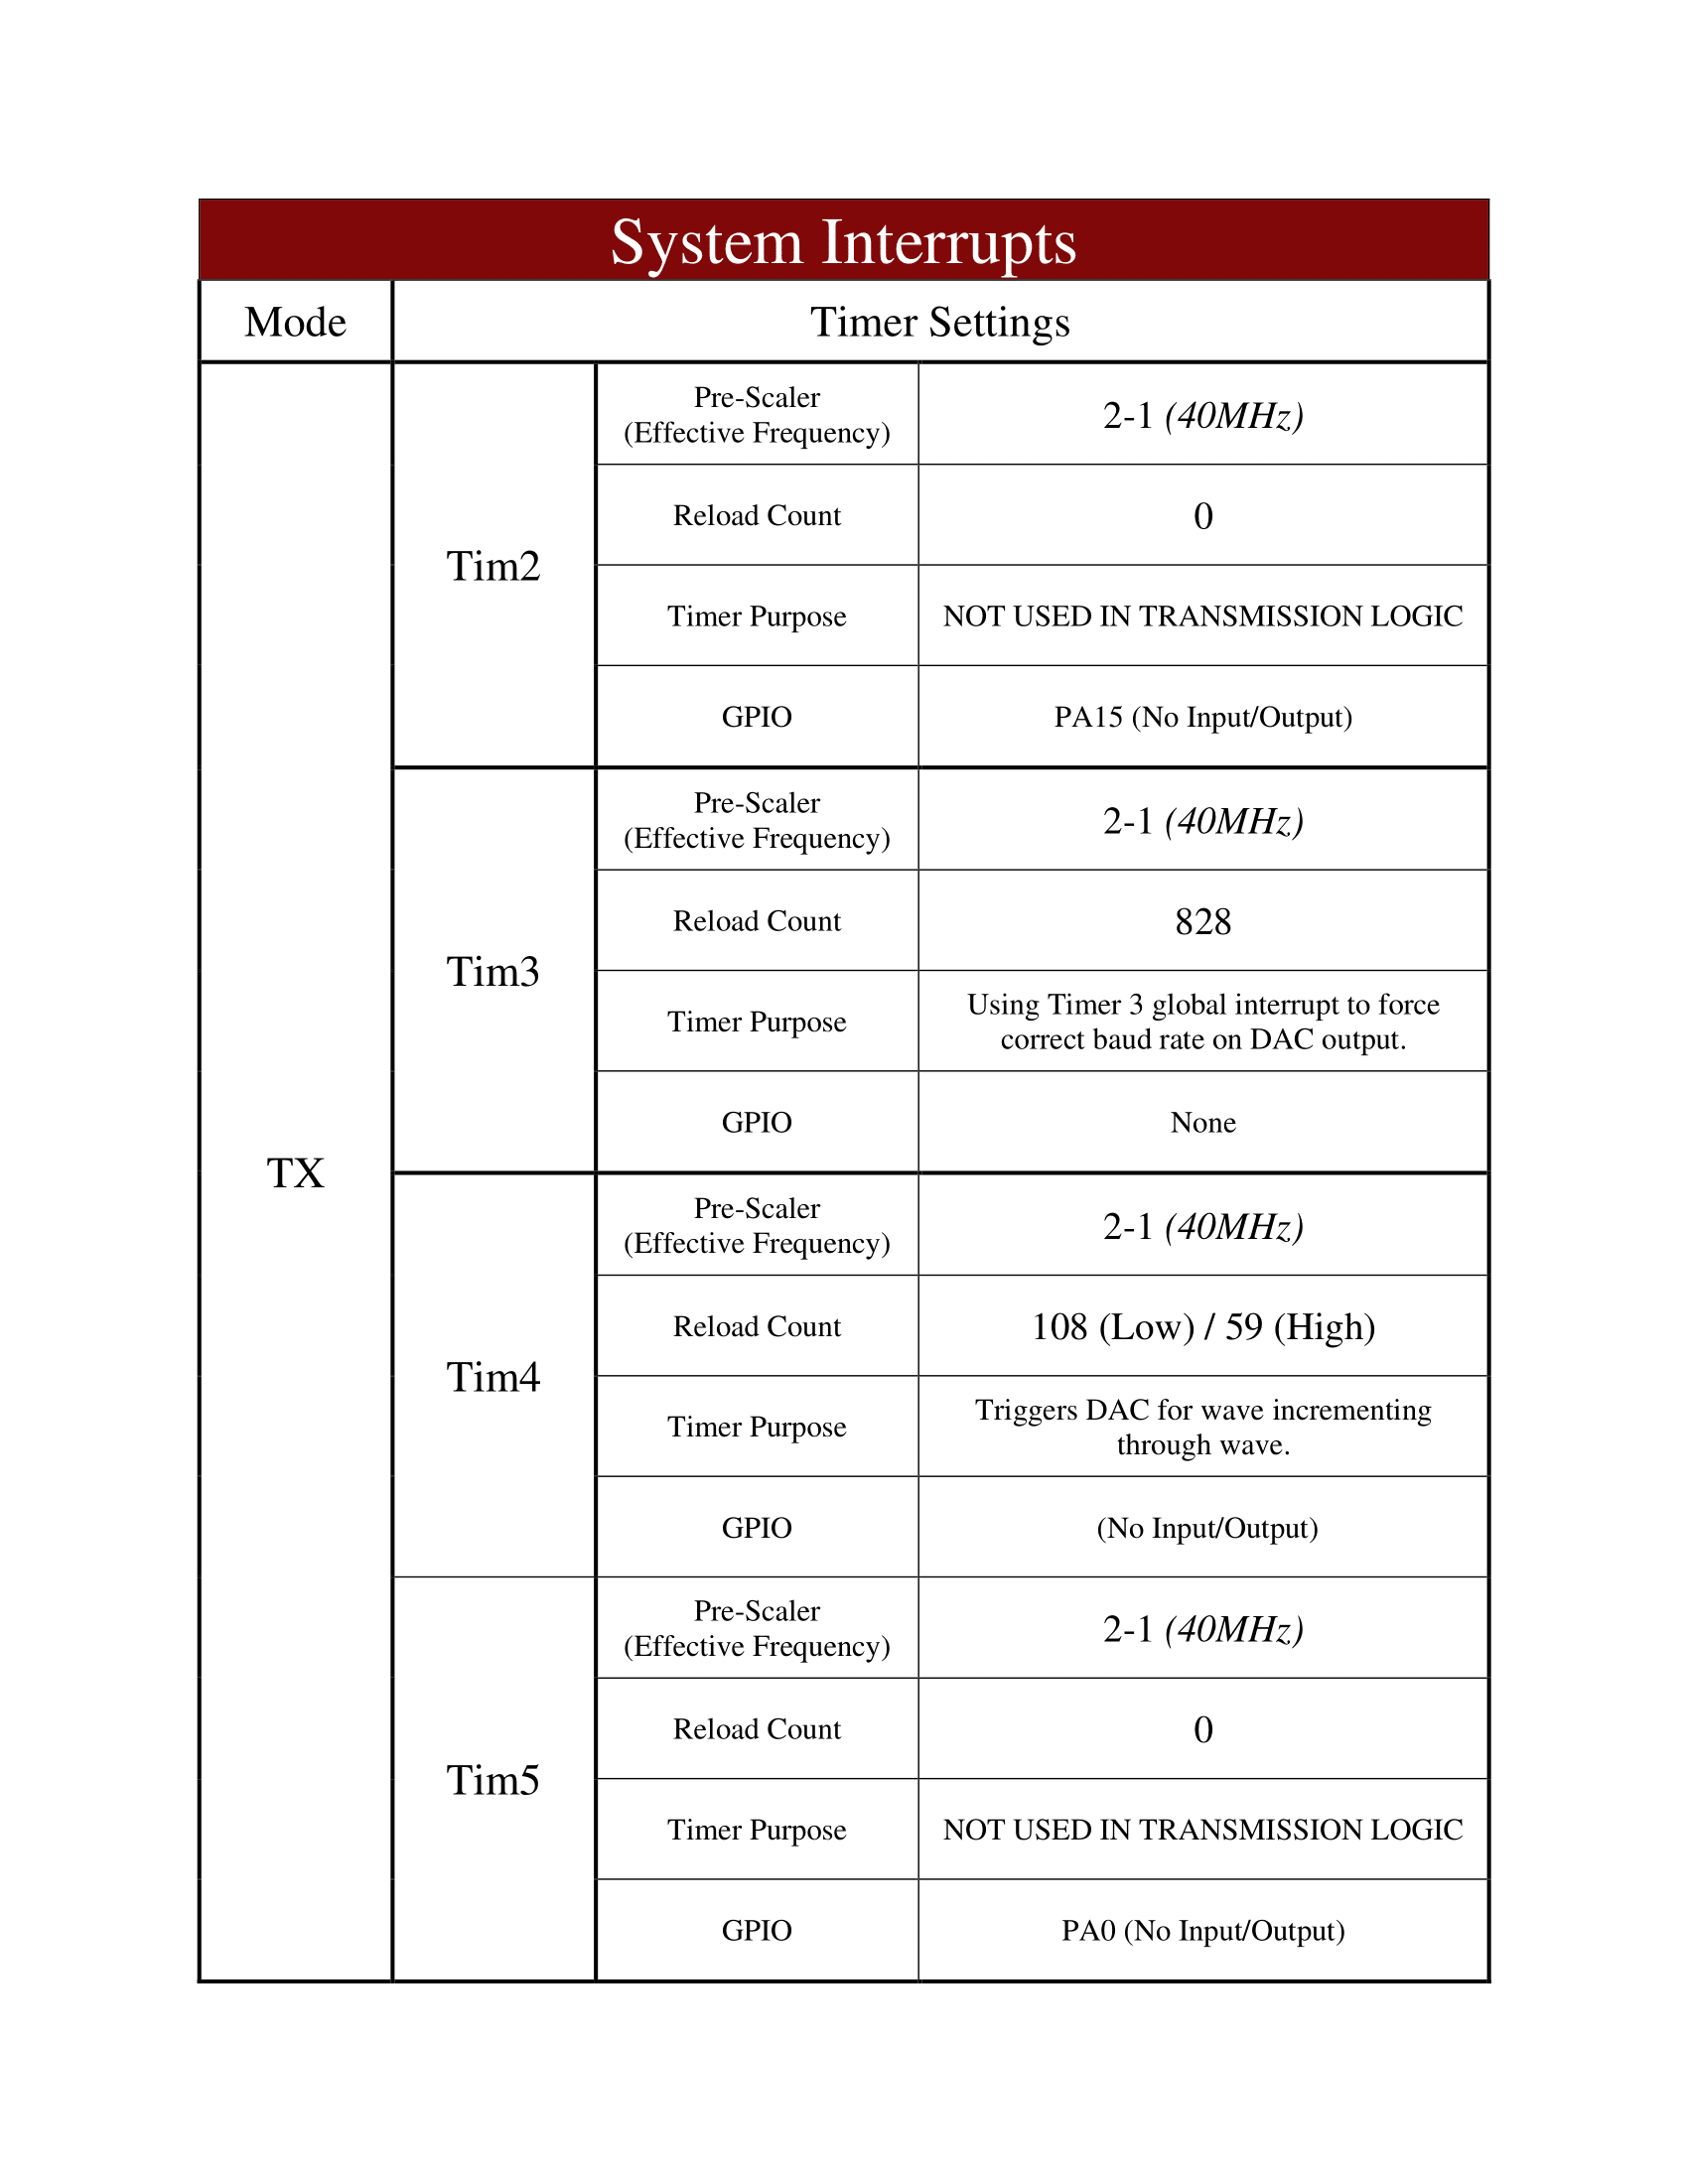 System Interrupts
Mode
Timer Settings
TX
Tim2
Pre-Scaler
(Effective Frequency)
2-1 (40MHz)
Reload Count
0
Timer Purpose
NOT USED IN TRANSMISSION LOGIC
GPIO
PA15 (No Input/Output)
Tim3
Pre-Scaler
(Effective Frequency)
2-1 (40MHz)
Reload Count
828
Timer Purpose
Using Timer 3 global interrupt to force
correct baud rate on DAC output.
GPIO
None
Tim4
Pre-Scaler
(Effective Frequency)
2-1 (40MHz)
Reload Count
108 (Low) / 59 (High)
Timer Purpose
Triggers DAC for wave incrementing
through wave.
GPIO
(No Input/Output)
Tim5
Pre-Scaler
(Effective Frequency)
2-1 (40MHz)
Reload Count
0
Timer Purpose
NOT USED IN TRANSMISSION LOGIC
GPIO
PA0 (No Input/Output)